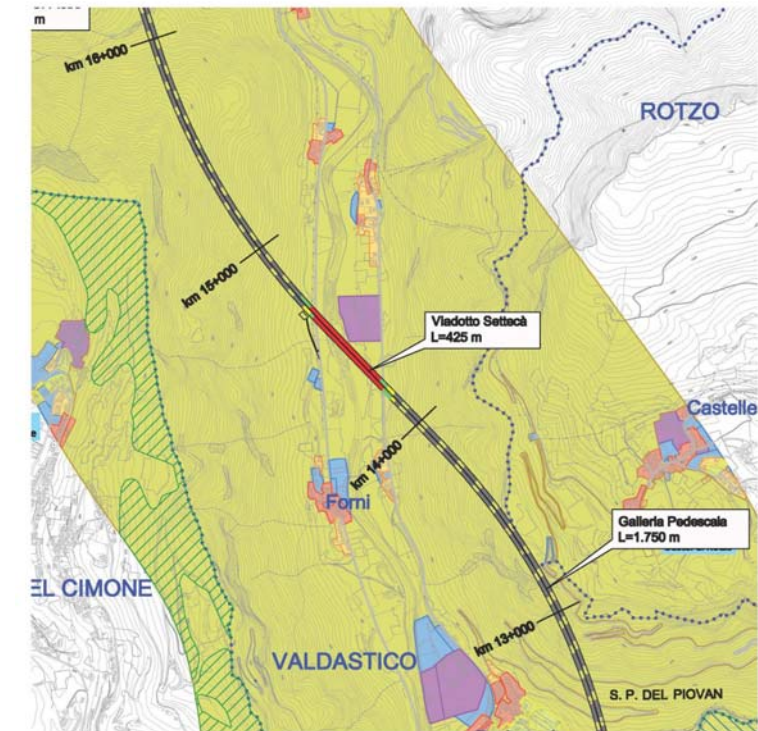 m
km 16+000
ROTZO
km 15+000
Viadotto Settecà
L=425 m
Castelle
km 14+000
Forni
Galleria Pedescala
L=1.750 m
EL CIMONE
km 13+000
VALDASTICO
S. P. DEL PIOVAN